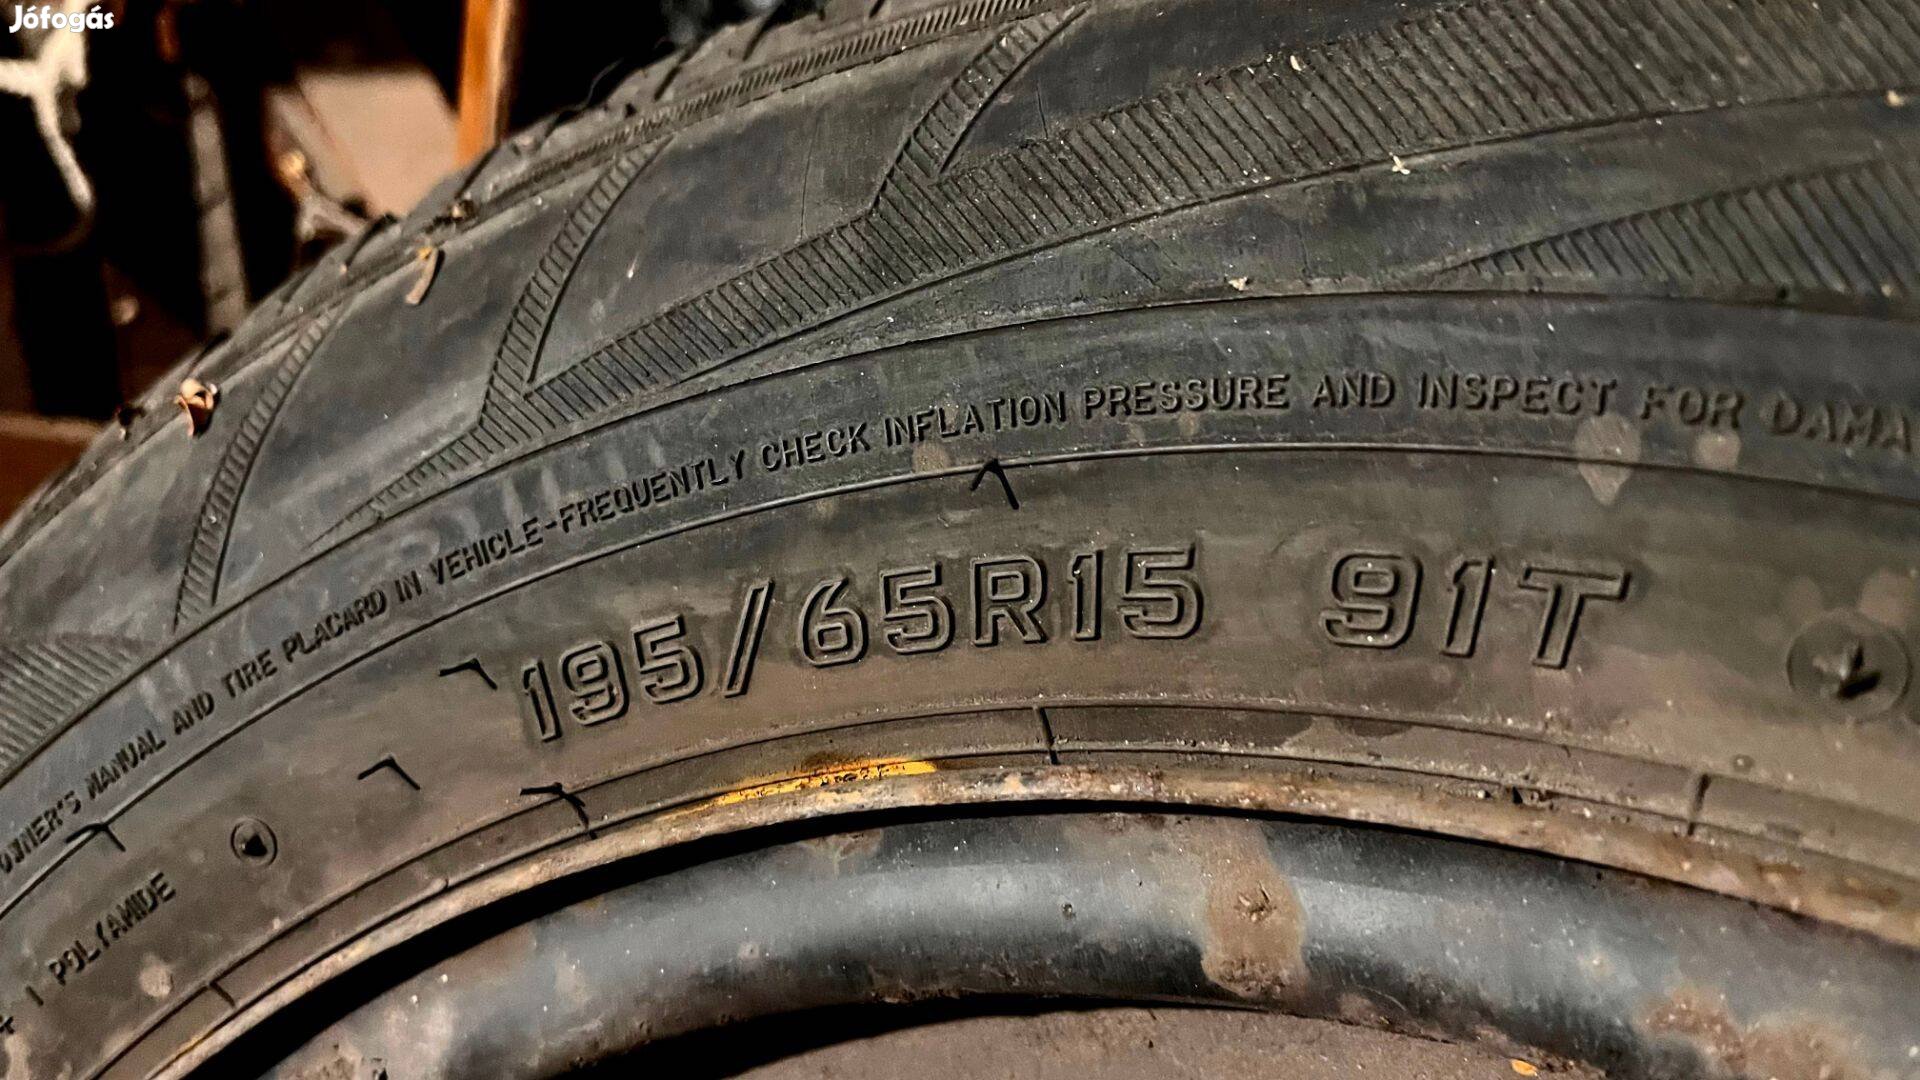 Jófogás
OWNER'S MANUAL AND TIRE PLACARD IN VEHICLE-FREQUENTLY CHECK INFLATION PRESSURE AND INSPECT FOR
195/65R15 91T
1 POLYAMIDE